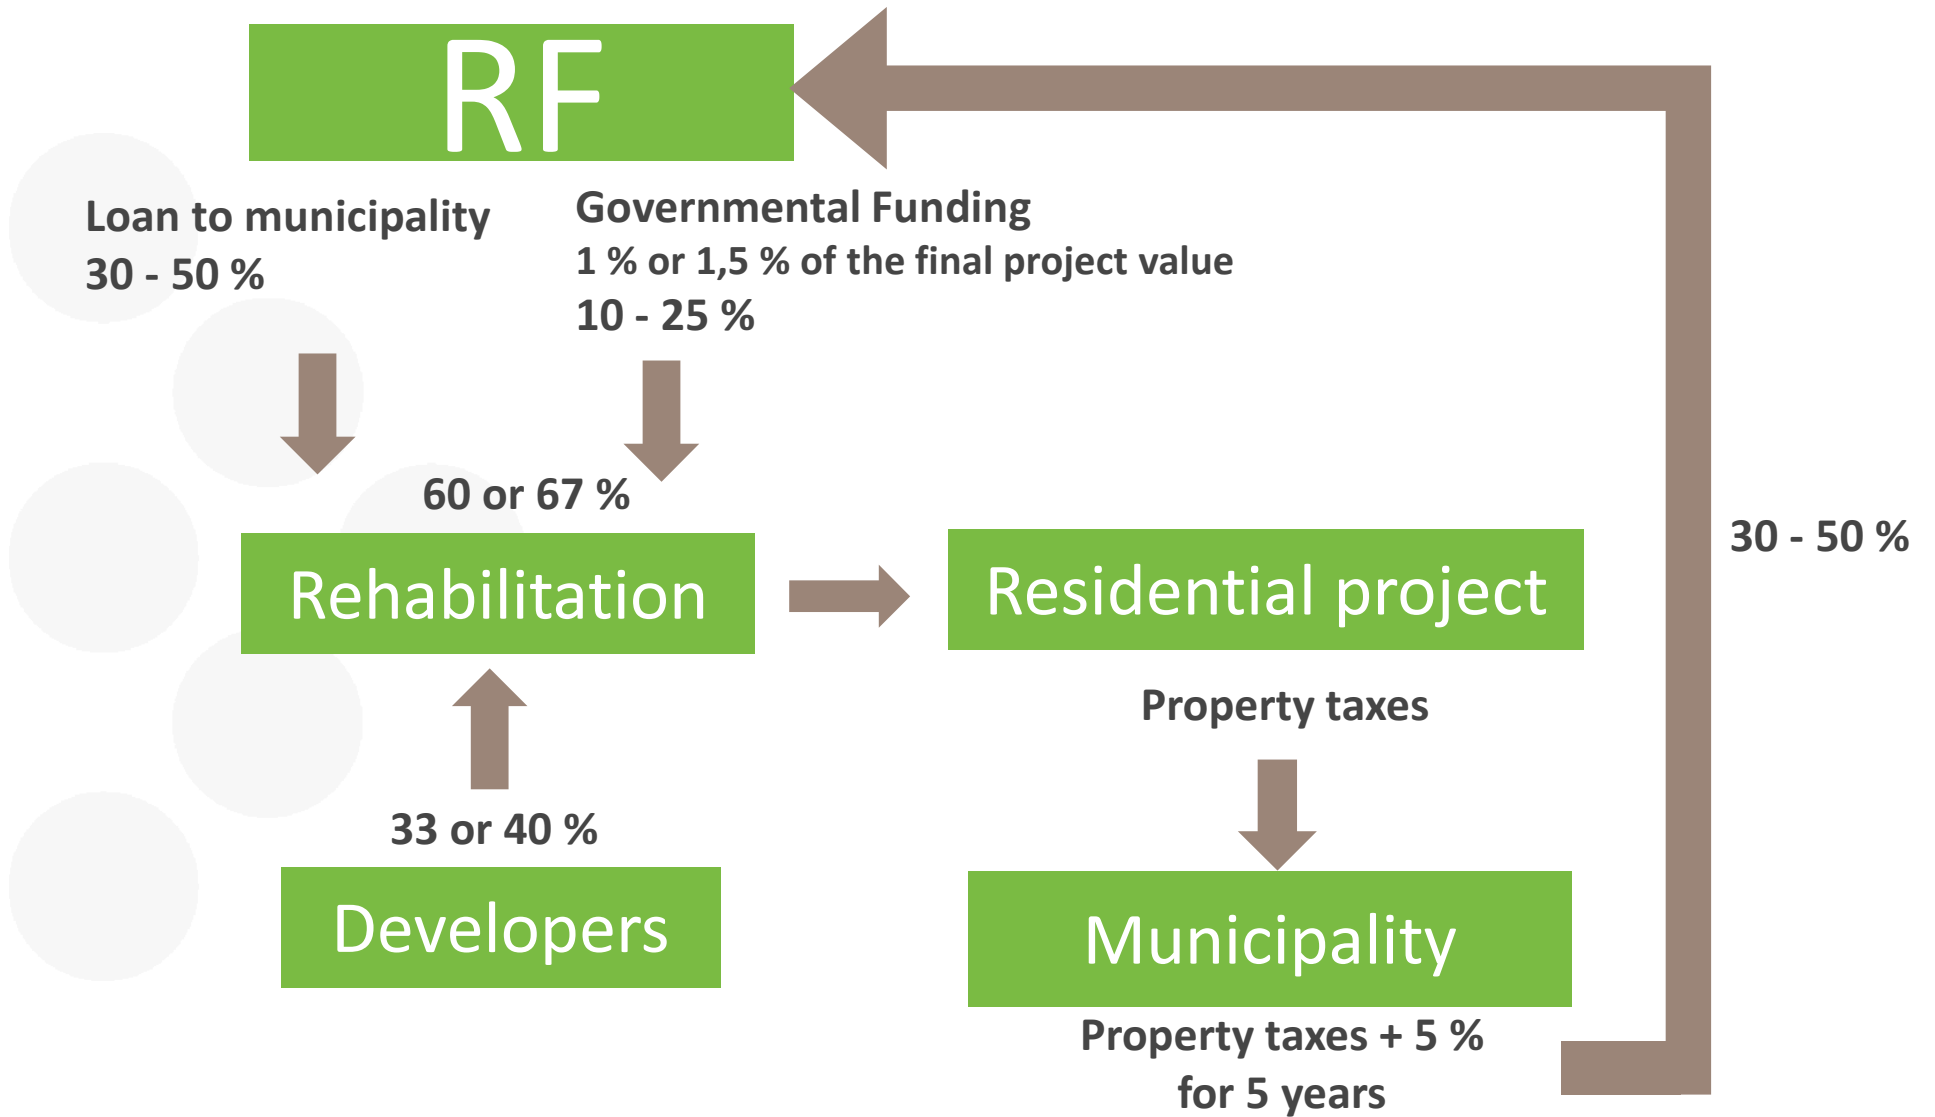 RF
Loan to municipality
30 - 50 %
Governmental Funding
1 % or 1,5 % of the final project value
10 - 25 %
60 or 67 %
Rehabilitation
Residential project
30 - 50 %
Property taxes
33 or 40 %
Developers
Municipality
Property taxes + 5 %
for 5 years